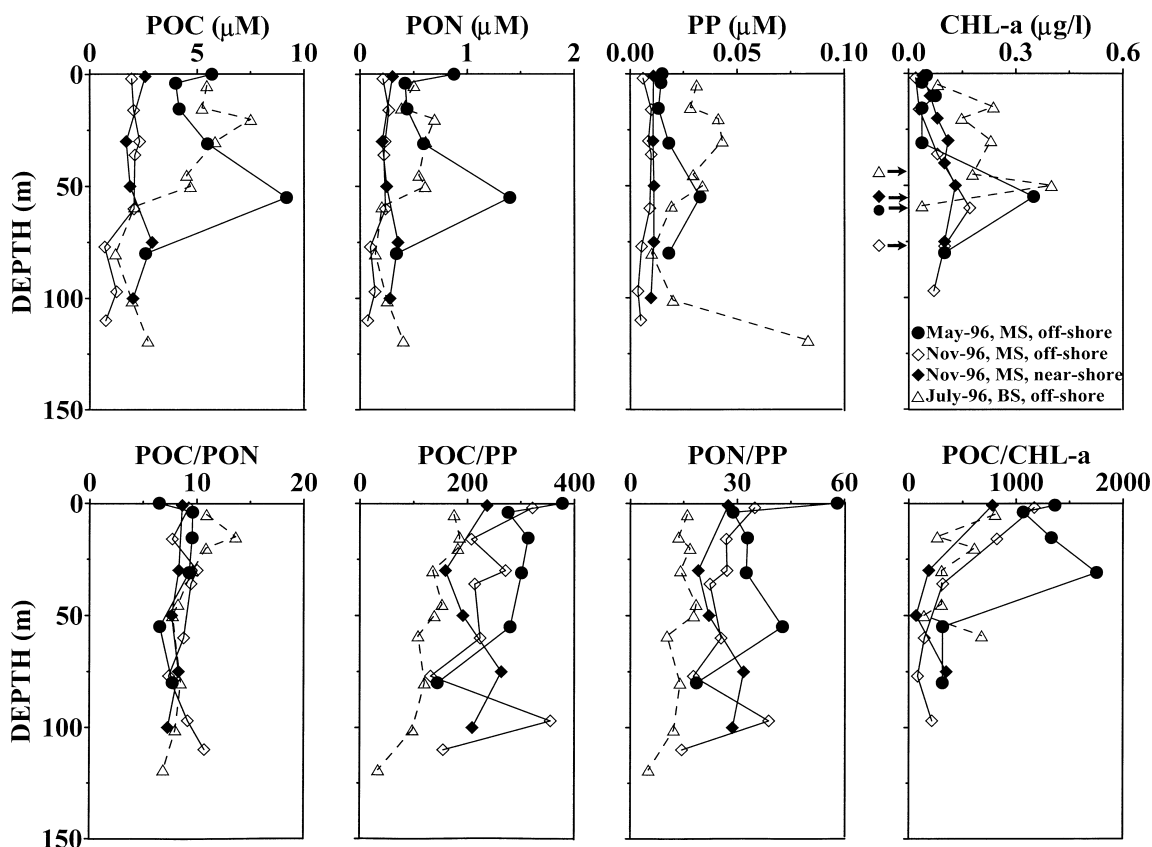 POC (μM) PON (μM) PP (μM) CHL-a (μg/l)
0 5 10 0 1 2 0.00 0.05 0.10 0.0 0.3 0.6
0
50
100
150
DEPTH (m)
May-96, MS, off-shore
Nov-96, MS, off-shore
Nov-96, MS, near-shore
July-96, BS, off-shore
POC/PON POC/PP PON/PP POC/CHL-a
0 10 20 0 200 400 0 30 60 0 1000 2000
0
50
100
150
DEPTH (m)